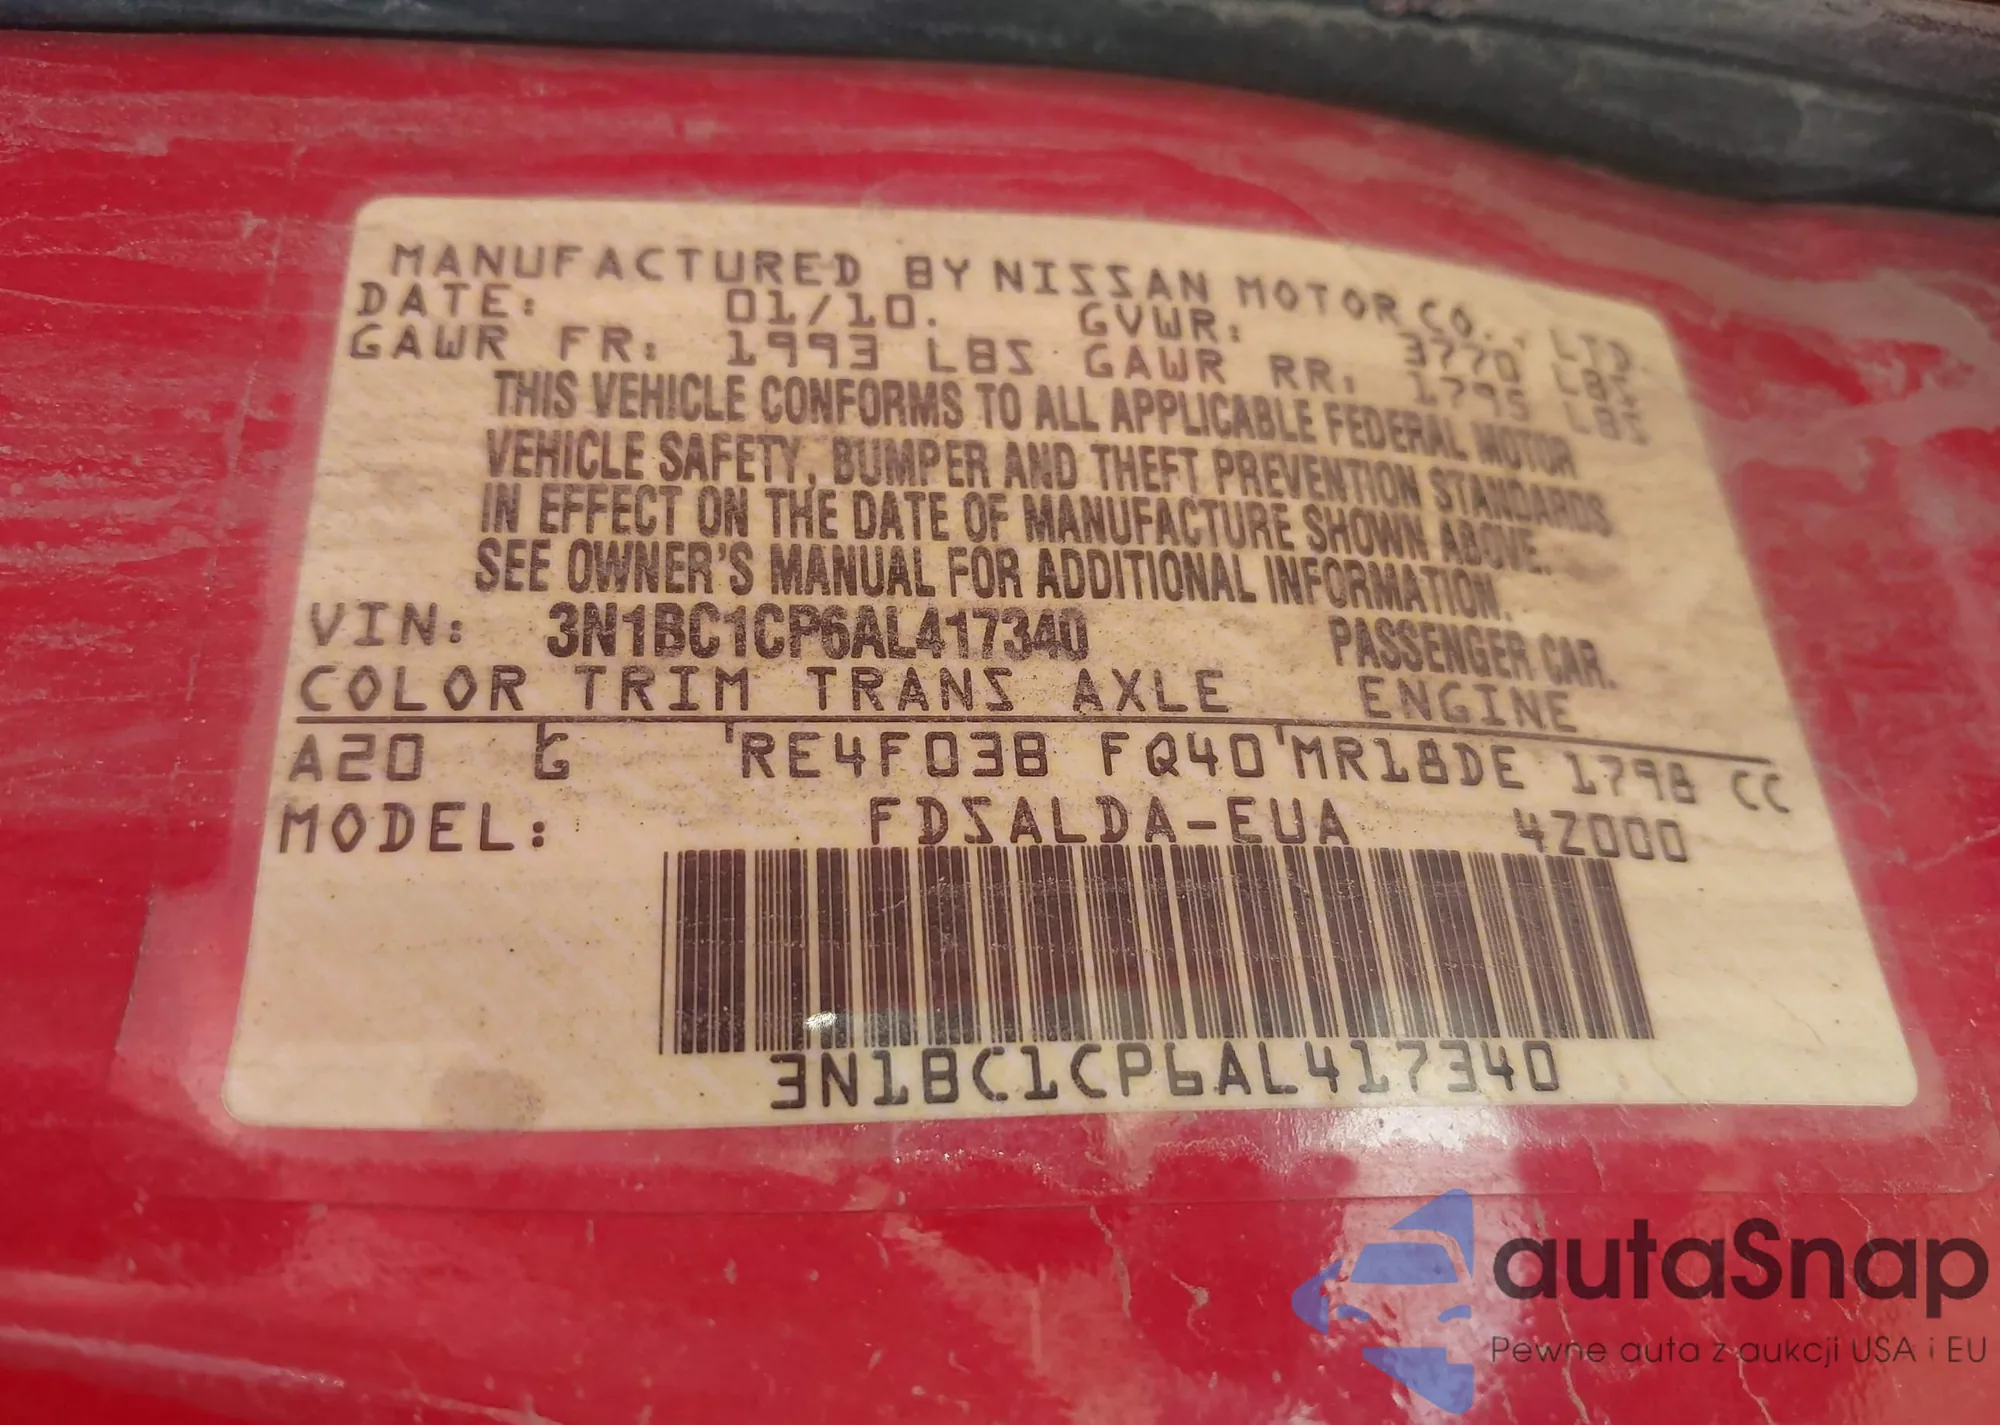 MANUFACTURED BY NISSAN MOTOR CO., LTD.
DATE: 01/10. GVWR: 3770 LBS
GAWR FR: 1993 LBS GAWR RR: 1795 LBS
THIS VEHICLE CONFORMS TO ALL APPLICABLE FEDERAL MOTOR
VEHICLE SAFETY, BUMPER AND THEFT PREVENTION STANDARDS
IN EFFECT ON THE DATE OF MANUFACTURE SHOWN ABOVE.
SEE OWNER'S MANUAL FOR ADDITIONAL INFORMATION.
VIN: 3N1BC1CP6AL417340 PASSENGER CAR.
COLOR TRIM TRANS AXLE ENGINE
A20 G 'RE4F03B FQ40'MR18DE 1798 CC
MODEL: FDSALDA-EUA 4Z000
3N1BC1CP6AL417340
autaSnap
Pewne auta z aukcji USA i EU